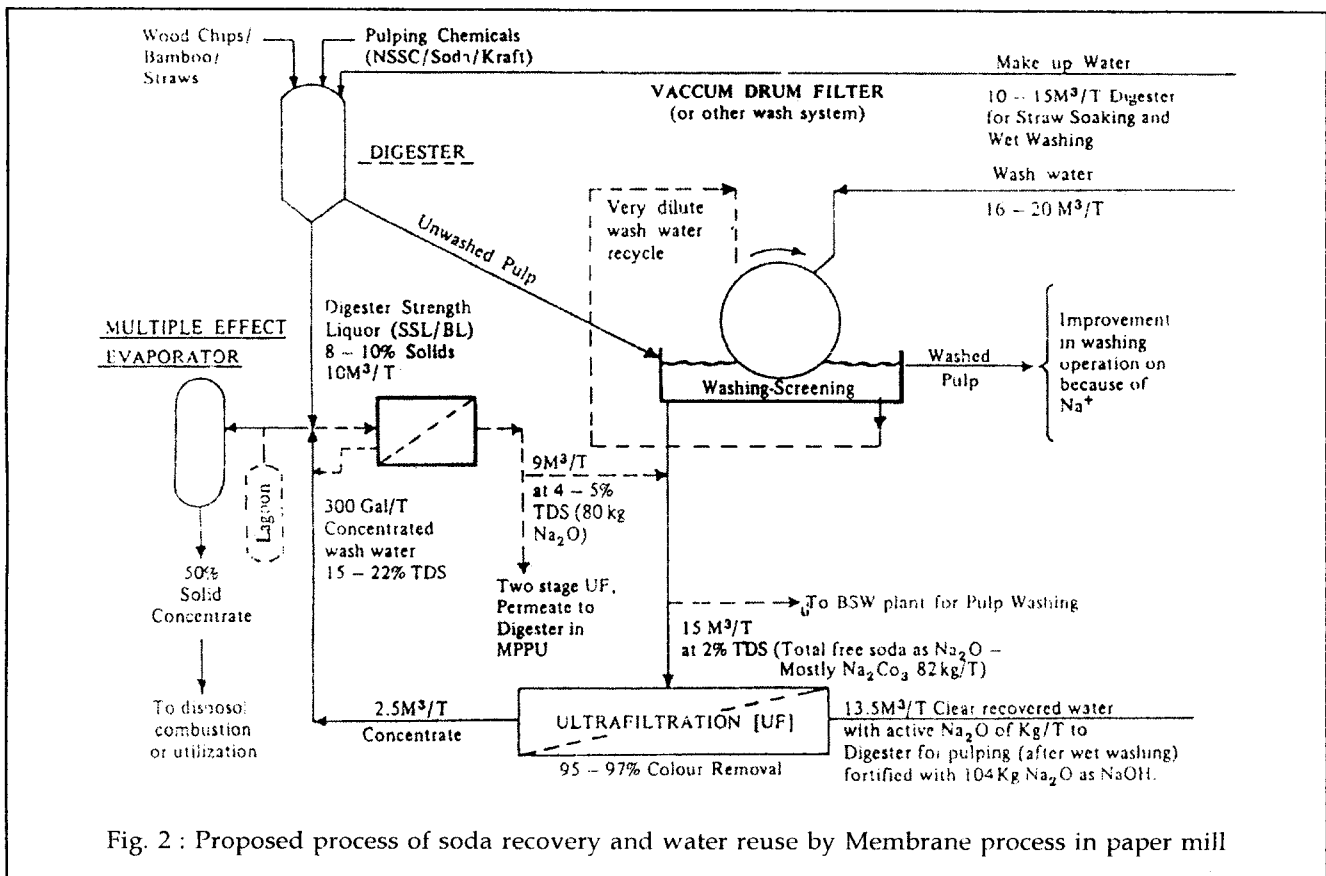 Wood Chips/
Bamboo/
Straws
Pulping Chemicals
(NSSC/Soda/Kraft)
Make up Water
VACCUM DRUM FILTER
(or other wash system)
10 – 15M³/T Digester
for Straw Soaking and
Wet Washing
DIGESTER
Wash water
16 – 20 M³/T
Very dilute
wash water
recycle
Unwashed Pulp
Digester Strength
Liquor (SSL/BL)
8 – 10% Solids
10M³/T
MULTIPLE EFFECT
EVAPORATOR
Washing-Screening
Washed
Pulp
Improvement
in washing
operation on
because of
Na⁺
Lagoon
300 Gal/T
Concentrated
wash water
15 – 22% TDS
9M³/T
at 4 – 5%
TDS (80 kg
Na₂O)
50%
Solid
Concentrate
Two stage UF,
Permeate to
Digester in
MPPU
To BSW plant for Pulp Washing
15 M³/T
at 2% TDS (Total free soda as Na₂O –
Mostly Na₂Co₃ 82 kg/T)
To disposal
combustion
or utilization
2.5M³/T
Concentrate
ULTRAFILTRATION [UF]
95 – 97% Colour Removal
13.5M³/T Clear recovered water
with active Na₂O of Kg/T to
Digester for pulping (after wet washing)
fortified with 104 Kg Na₂O as NaOH.
Fig. 2 : Proposed process of soda recovery and water reuse by Membrane process in paper mill